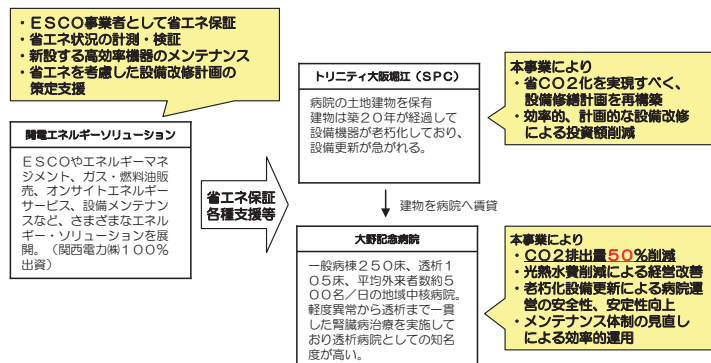 ・ＥＳＣＯ事業者として省エネ保証
・省エネ状況の計測・検証
・新設する高効率機器のメンテナンス
・省エネを考慮した設備改修計画の
策定支援
関電エネルギーソリューション
ＥＳＣＯやエネルギーマネ
ジメント、ガス・燃料油販
売、オンサイトエネルギー
サービス、設備メンテナン
スなど、さまざまなエネル
ギー・ソリューションを展
開。（関西電力㈱１００％
出資）
省エネ保証
各種支援等
トリニティ大阪堀江（ＳＰＣ）
病院の土地建物を保有
建物は築２０年が経過して
設備機器が老朽化しており、
設備更新が急がれる。
建物を病院へ賃貸
大野記念病院
一般病棟２５０床、透析１
０５床、平均外来者数約５
００名／日の地域中核病院。
軽度異常から透析まで一貫
した腎臓病治療を実施して
おり透析病院としての知名
度が高い。
本事業により
・省ＣＯ２化を実現すべく、
設備修繕計画を再構築
・効率的、計画的な設備改修
による投資額削減
本事業により
・ＣＯ２排出量５０％削減
・光熱水費削減による経営改善
・老朽化設備更新による病院運
営の安全性、安定性向上
・メンテナンス体制の見直し
による効率的運用